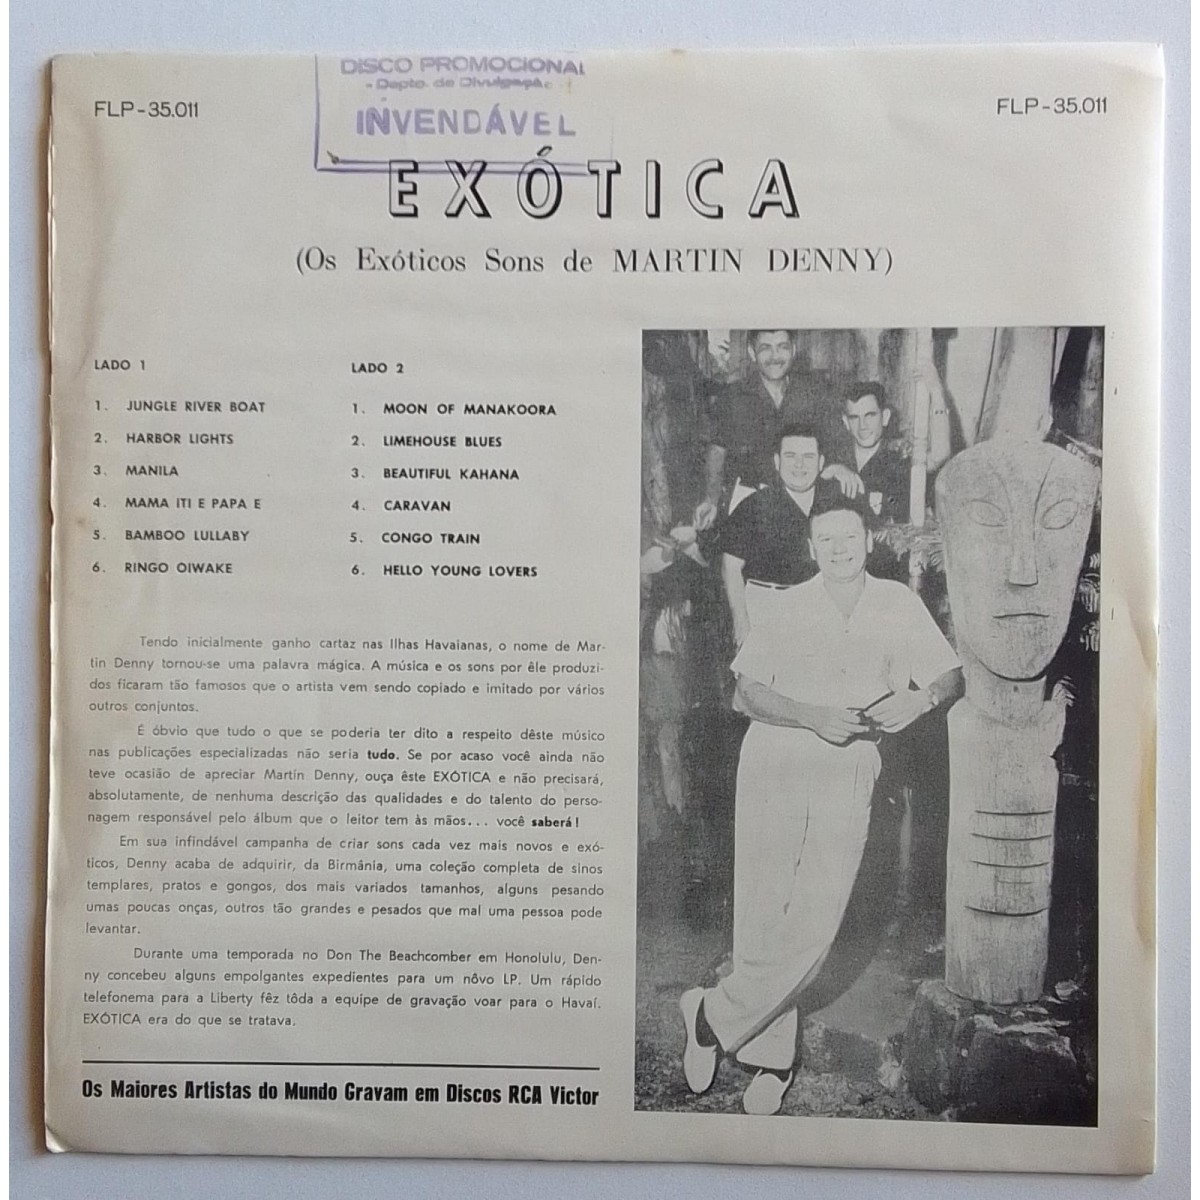 DISCO PROMOCIONAL
- Depto. de Divulgação
INVENDÁVEL
FLP-35.011
FLP-35.011
EXÓTICA
(Os Exóticos Sons de MARTIN DENNY)
LADO 1
1. JUNGLE RIVER BOAT
2. HARBOR LIGHTS
3. MANILA
4. MAMA ITI E PAPA E
5. BAMBOO LULLABY
6. RINGO OIWAKE
LADO 2
1. MOON OF MANAKOORA
2. LIMEHOUSE BLUES
3. BEAUTIFUL KAHANA
4. CARAVAN
5. CONGO TRAIN
6. HELLO YOUNG LOVERS
Tendo inicialmente ganho cartaz nas Ilhas Havaianas, o nome de Mar-
tin Denny tornou-se uma palavra mágica. A música e os sons por êle produzi-
dos ficaram tão famosos que o artista vem sendo copiado e imitado por vários
outros conjuntos.
É óbvio que tudo o que se poderia ter dito a respeito dêste músico
nas publicações especializadas não seria tudo. Se por acaso você ainda não
teve ocasião de apreciar Martin Denny, ouça êste EXÓTICA e não precisará,
absolutamente, de nenhuma descrição das qualidades e do talento do perso-
nagem responsável pelo álbum que o leitor tem às mãos... você saberá!
Em sua infindável campanha de criar sons cada vez mais novos e exó-
ticos, Denny acaba de adquirir, da Birmânia, uma coleção completa de sinos
templares, pratos e gongos, dos mais variados tamanhos, alguns pesando
umas poucas onças, outros tão grandes e pesados que mal uma pessoa pode
levantar.
Durante uma temporada no Don The Beachcomber em Honolulu, Den-
ny concebeu alguns empolgantes expedientes para um nôvo LP. Um rápido
telefonema para a Liberty fêz tôda a equipe de gravação voar para o Havaí.
EXÓTICA era do que se tratava.
Os Maiores Artistas do Mundo Gravam em Discos RCA Victor